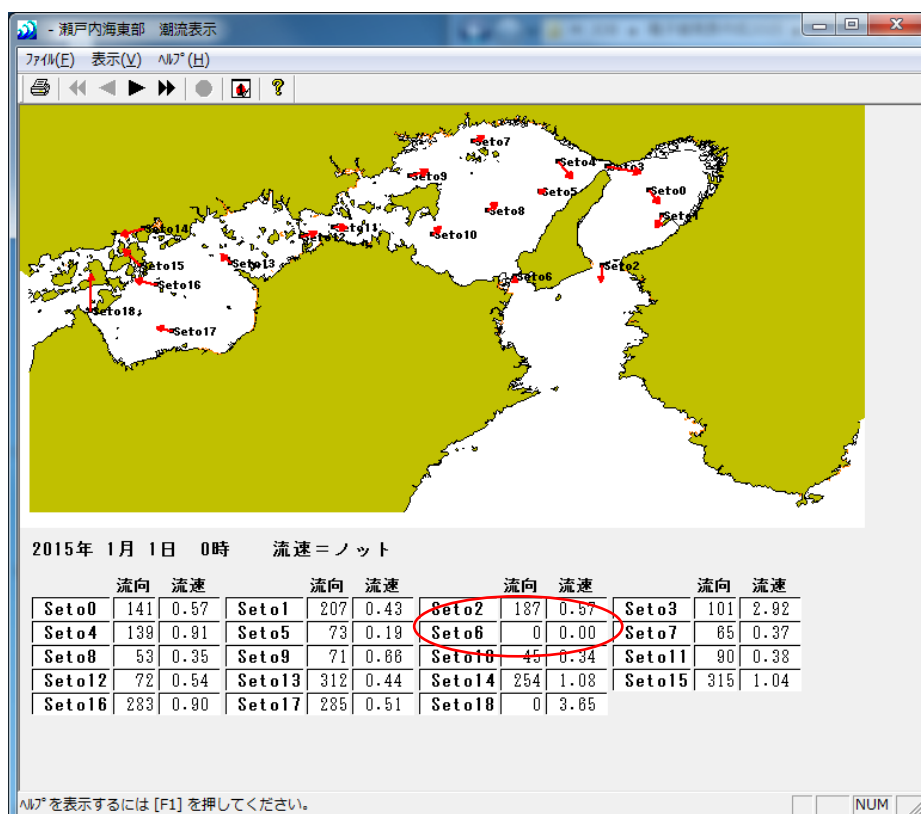 - 瀬戸内海東部 潮流表示
ﾌｧｲﾙ(F) 表示(V) ﾍﾙﾌﾟ(H)
Seto7
Seto4
Seto3
Seto9
Seto5
Seto0
Seto8
Seto1
Seto14
Seto11
Seto12
Seto10
Seto13
Seto15
Seto2
Seto6
Seto16
Seto18
Seto17
2015年 1月 1日 0時 流速＝ノット
流向 流速 流向 流速 流向 流速 流向 流速
Seto0 141 0.57 Seto1 207 0.43 Seto2 187 0.57 Seto3 101 2.92
Seto4 139 0.91 Seto5 73 0.19 Seto6 0 0.00 Seto7 65 0.37
Seto8 53 0.35 Seto9 71 0.66 Seto10 45 0.34 Seto11 90 0.38
Seto12 72 0.54 Seto13 312 0.44 Seto14 254 1.08 Seto15 315 1.04
Seto16 283 0.90 Seto17 285 0.51 Seto18 0 3.65
ﾍﾙﾌﾟを表示するには [F1] を押してください。 NUM